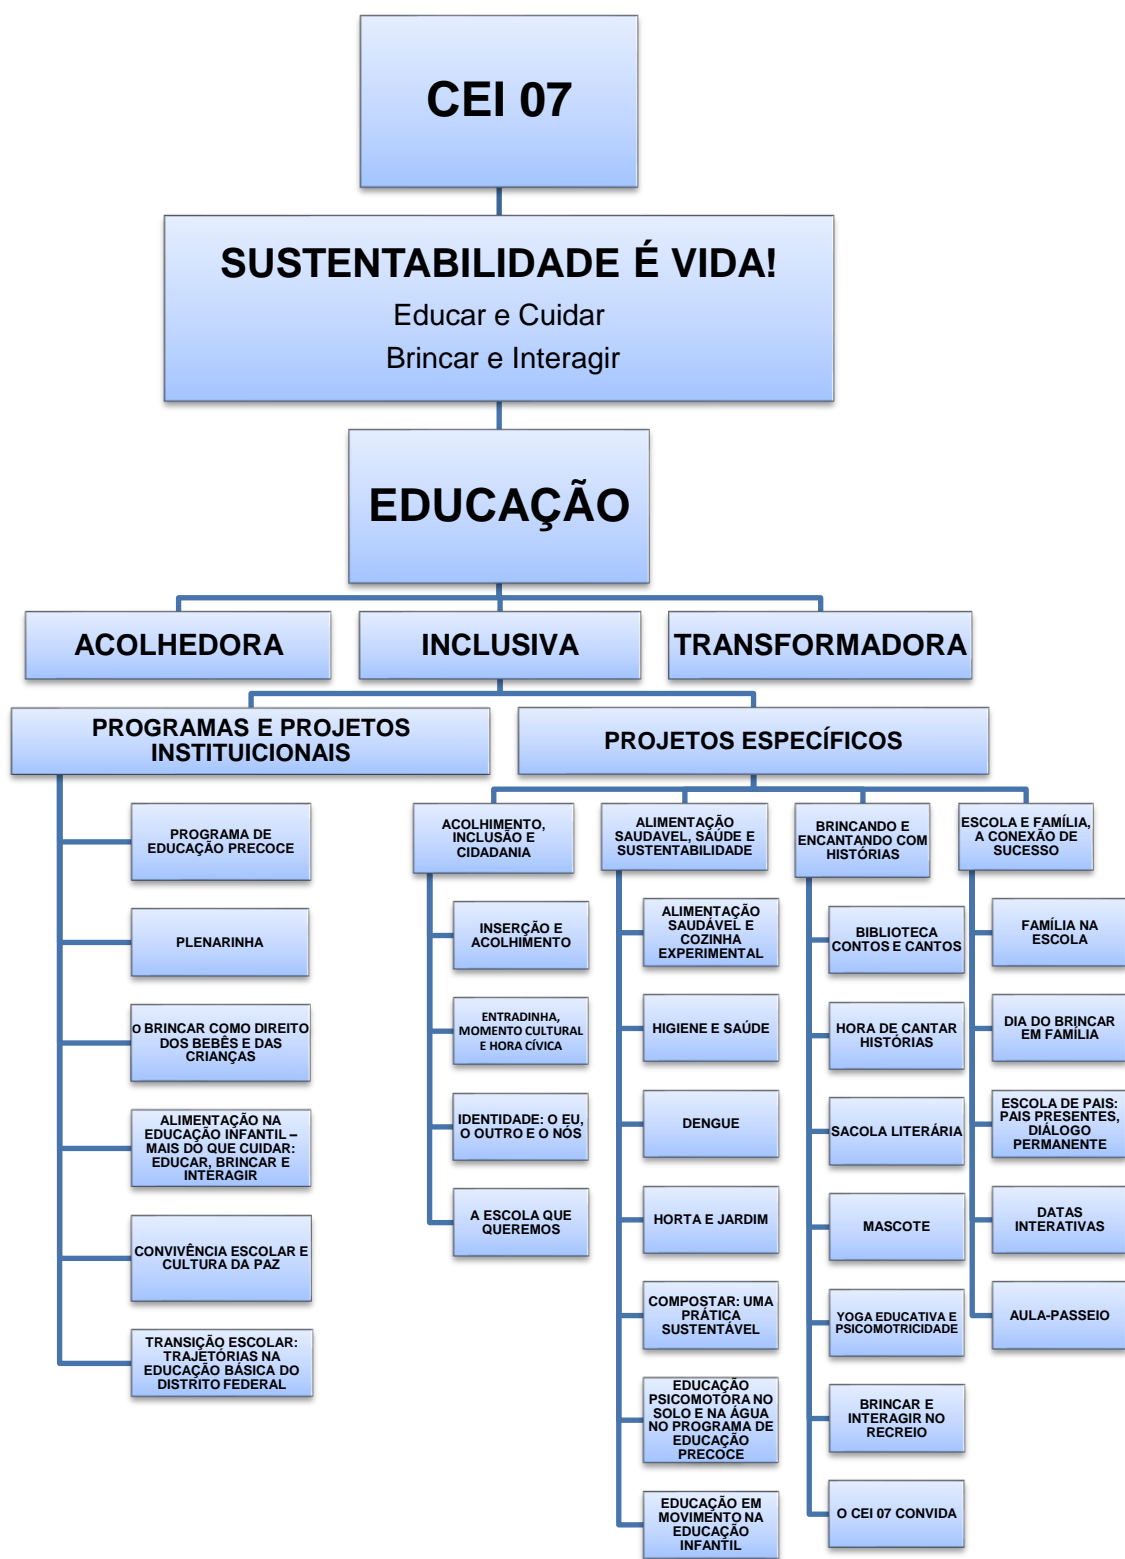 CEI 07
SUSTENTABILIDADE É VIDA!
Educar e Cuidar
Brincar e Interagir
EDUCAÇÃO
ACOLHEDORA
INCLUSIVA
TRANSFORMADORA
PROGRAMAS E PROJETOS
INSTITUICIONAIS
PROGRAMA DE
EDUCAÇÃO PRECOCE
PLENARINHA
O BRINCAR COMO DIREITO
DOS BEBÊS E DAS
CRIANÇAS
ALIMENTAÇÃO NA
EDUCAÇÃO INFANTIL –
MAIS DO QUE CUIDAR:
EDUCAR, BRINCAR E
INTERAGIR
CONVIVÊNCIA ESCOLAR E
CULTURA DA PAZ
TRANSIÇÃO ESCOLAR:
TRAJETÓRIAS NA
EDUCAÇÃO BÁSICA DO
DISTRITO FEDERAL
PROJETOS ESPECÍFICOS
ACOLHIMENTO,
INCLUSÃO E
CIDADANIA
INSERÇÃO E
ACOLHIMENTO
ENTRADINHA,
MOMENTO CULTURAL
E HORA CÍVICA
IDENTIDADE: O EU,
O OUTRO E O NÓS
A ESCOLA QUE
QUEREMOS
ALIMENTAÇÃO
SAUDAVEL, SAÚDE E
SUSTENTABILIDADE
ALIMENTAÇÃO
SAUDÁVEL E
COZINHA
EXPERIMENTAL
HIGIENE E SAÚDE
DENGUE
HORTA E JARDIM
COMPOSTAR: UMA
PRÁTICA
SUSTENTÁVEL
EDUCAÇÃO
PSICOMOTORA NO
SOLO E NA ÁGUA
NO PROGRAMA DE
EDUCAÇÃO
PRECOCE
EDUCAÇÃO EM
MOVIMENTO NA
EDUCAÇÃO
INFANTIL
BRINCANDO E
ENCANTANDO COM
HISTÓRIAS
BIBLIOTECA
CONTOS E CANTOS
HORA DE CANTAR
HISTÓRIAS
SACOLA LITERÁRIA
MASCOTE
YOGA EDUCATIVA E
PSICOMOTRICIDADE
BRINCAR E
INTERAGIR NO
RECREIO
O CEI 07 CONVIDA
ESCOLA E FAMÍLIA,
A CONEXÃO DE
SUCESSO
FAMÍLIA NA
ESCOLA
DIA DO BRINCAR
EM FAMÍLIA
ESCOLA DE PAIS:
PAIS PRESENTES,
DIÁLOGO
PERMANENTE
DATAS
INTERATIVAS
AULA-PASSEIO